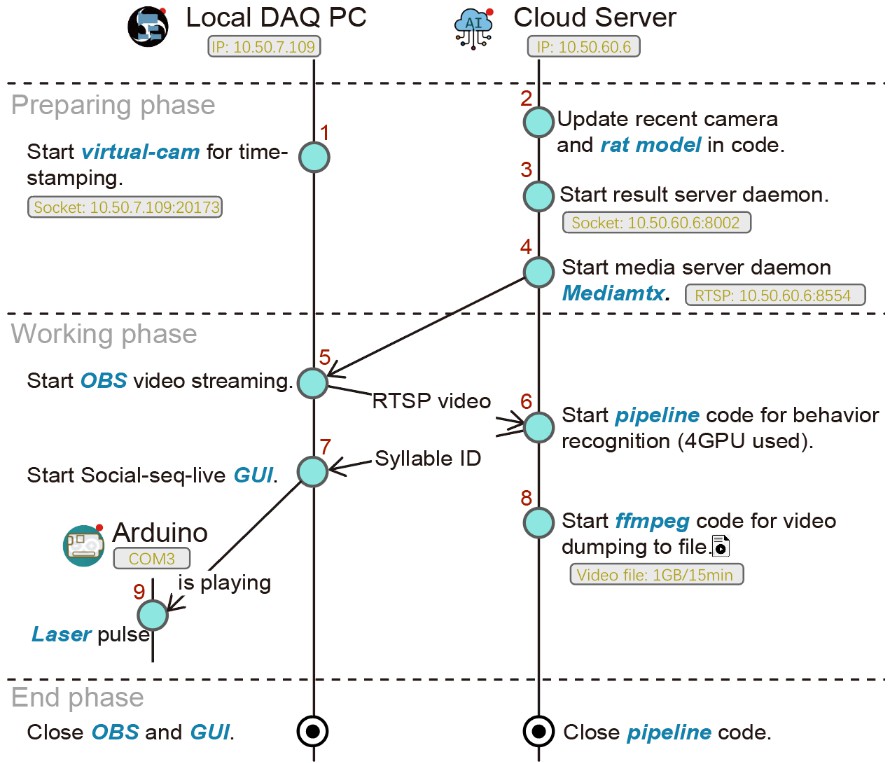 Local DAQ PC
IP: 10.50.7.109
AI
Cloud Server
IP: 10.50.60.6
Preparing phase
1
Start virtual-cam for time-
stamping.
Socket: 10.50.7.109:20173
2
Update recent camera
and rat model in code.
3
Start result server daemon.
Socket: 10.50.60.6:8002
4
Start media server daemon
Mediamtx.
RTSP: 10.50.60.6:8554
Working phase
5
Start OBS video streaming.
RTSP video
6
Start pipeline code for behavior
recognition (4GPU used).
7
Start Social-seq-live GUI.
Syllable ID
8
Start ffmpeg code for video
dumping to file.
Video file: 1GB/15min
Arduino
COM3
is playing
9
Laser pulse
End phase
Close OBS and GUI.
Close pipeline code.